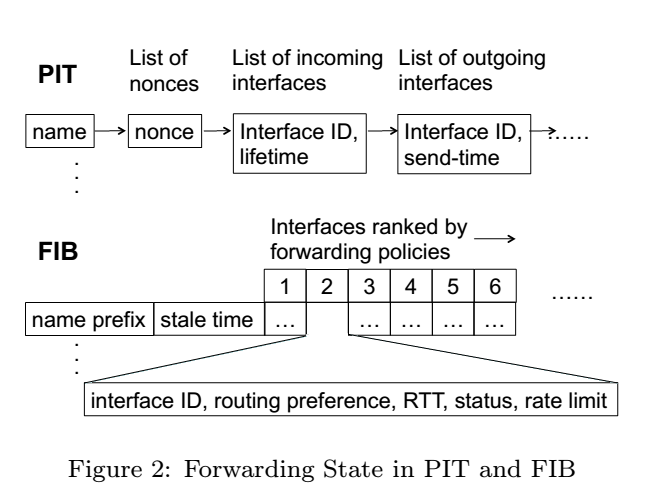 PIT
List of
nonces
List of incoming
interfaces
List of outgoing
interfaces
name
nonce
Interface ID,
lifetime
Interface ID,
send-time
......
FIB
Interfaces ranked by
forwarding policies
1 2 3 4 5 6
......
name prefix stale time ... ... ... ... ...
interface ID, routing preference, RTT, status, rate limit
Figure 2: Forwarding State in PIT and FIB